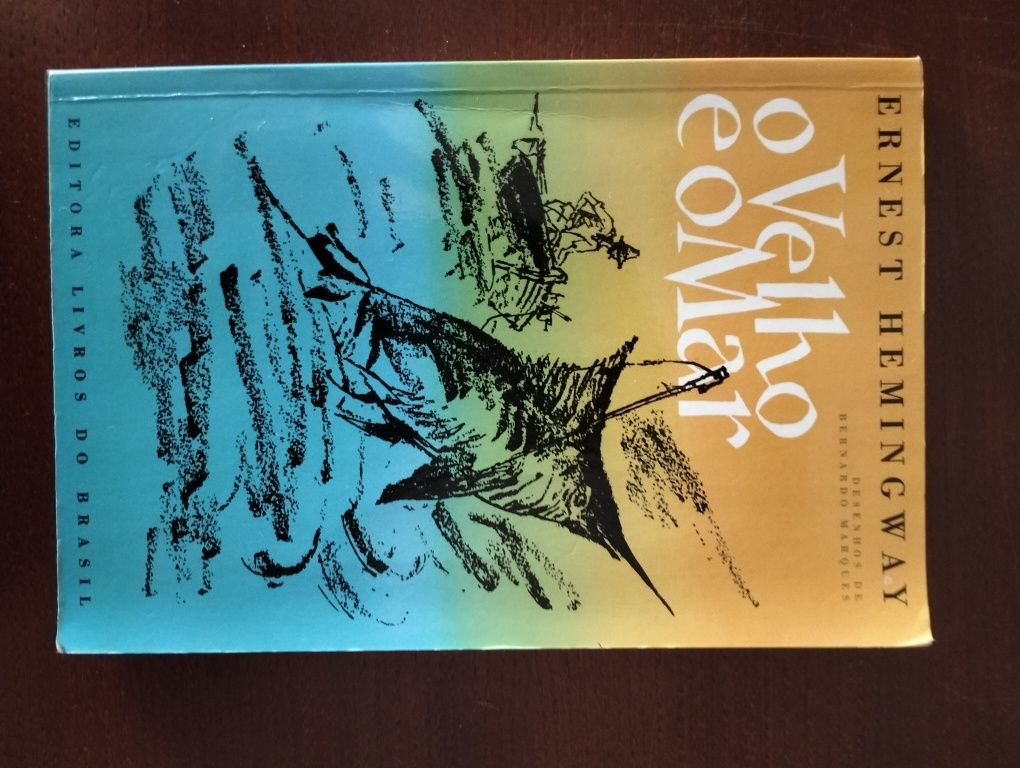 ERNEST HEMINGWAY
DESENHOS DE
BERNARDO MARQUES
o Velho
e o Mar
EDITORA LIVROS DO BRASIL